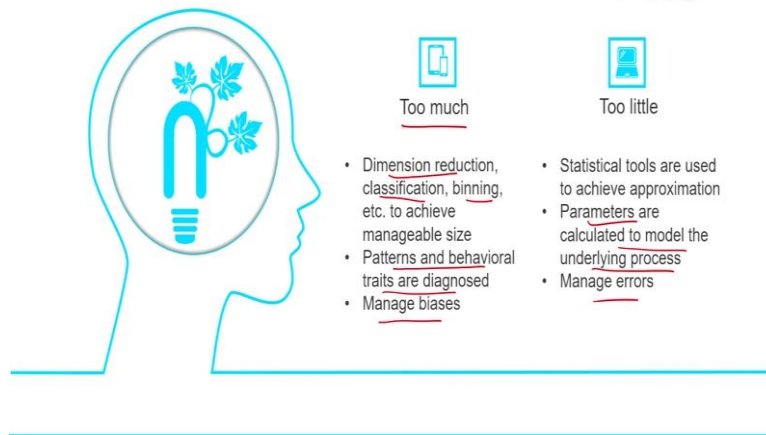 Too much
• Dimension reduction,
classification, binning,
etc. to achieve
manageable size
• Patterns and behavioral
traits are diagnosed
• Manage biases
Too little
• Statistical tools are used
to achieve approximation
• Parameters are
calculated to model the
underlying process
• Manage errors